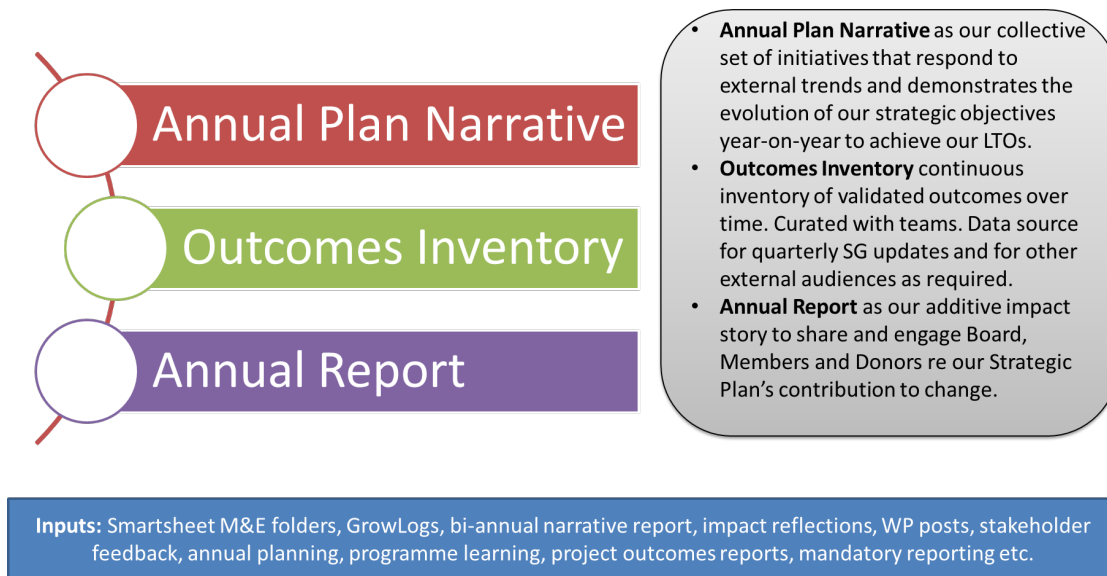 Annual Plan Narrative
Outcomes Inventory
Annual Report
• Annual Plan Narrative as our collective
set of initiatives that respond to
external trends and demonstrates the
evolution of our strategic objectives
year-on-year to achieve our LTOs.
• Outcomes Inventory continuous
inventory of validated outcomes over
time. Curated with teams. Data source
for quarterly SG updates and for other
external audiences as required.
• Annual Report as our additive impact
story to share and engage Board,
Members and Donors re our Strategic
Plan’s contribution to change.
Inputs: Smartsheet M&E folders, GrowLogs, bi-annual narrative report, impact reflections, WP posts, stakeholder
feedback, annual planning, programme learning, project outcomes reports, mandatory reporting etc.